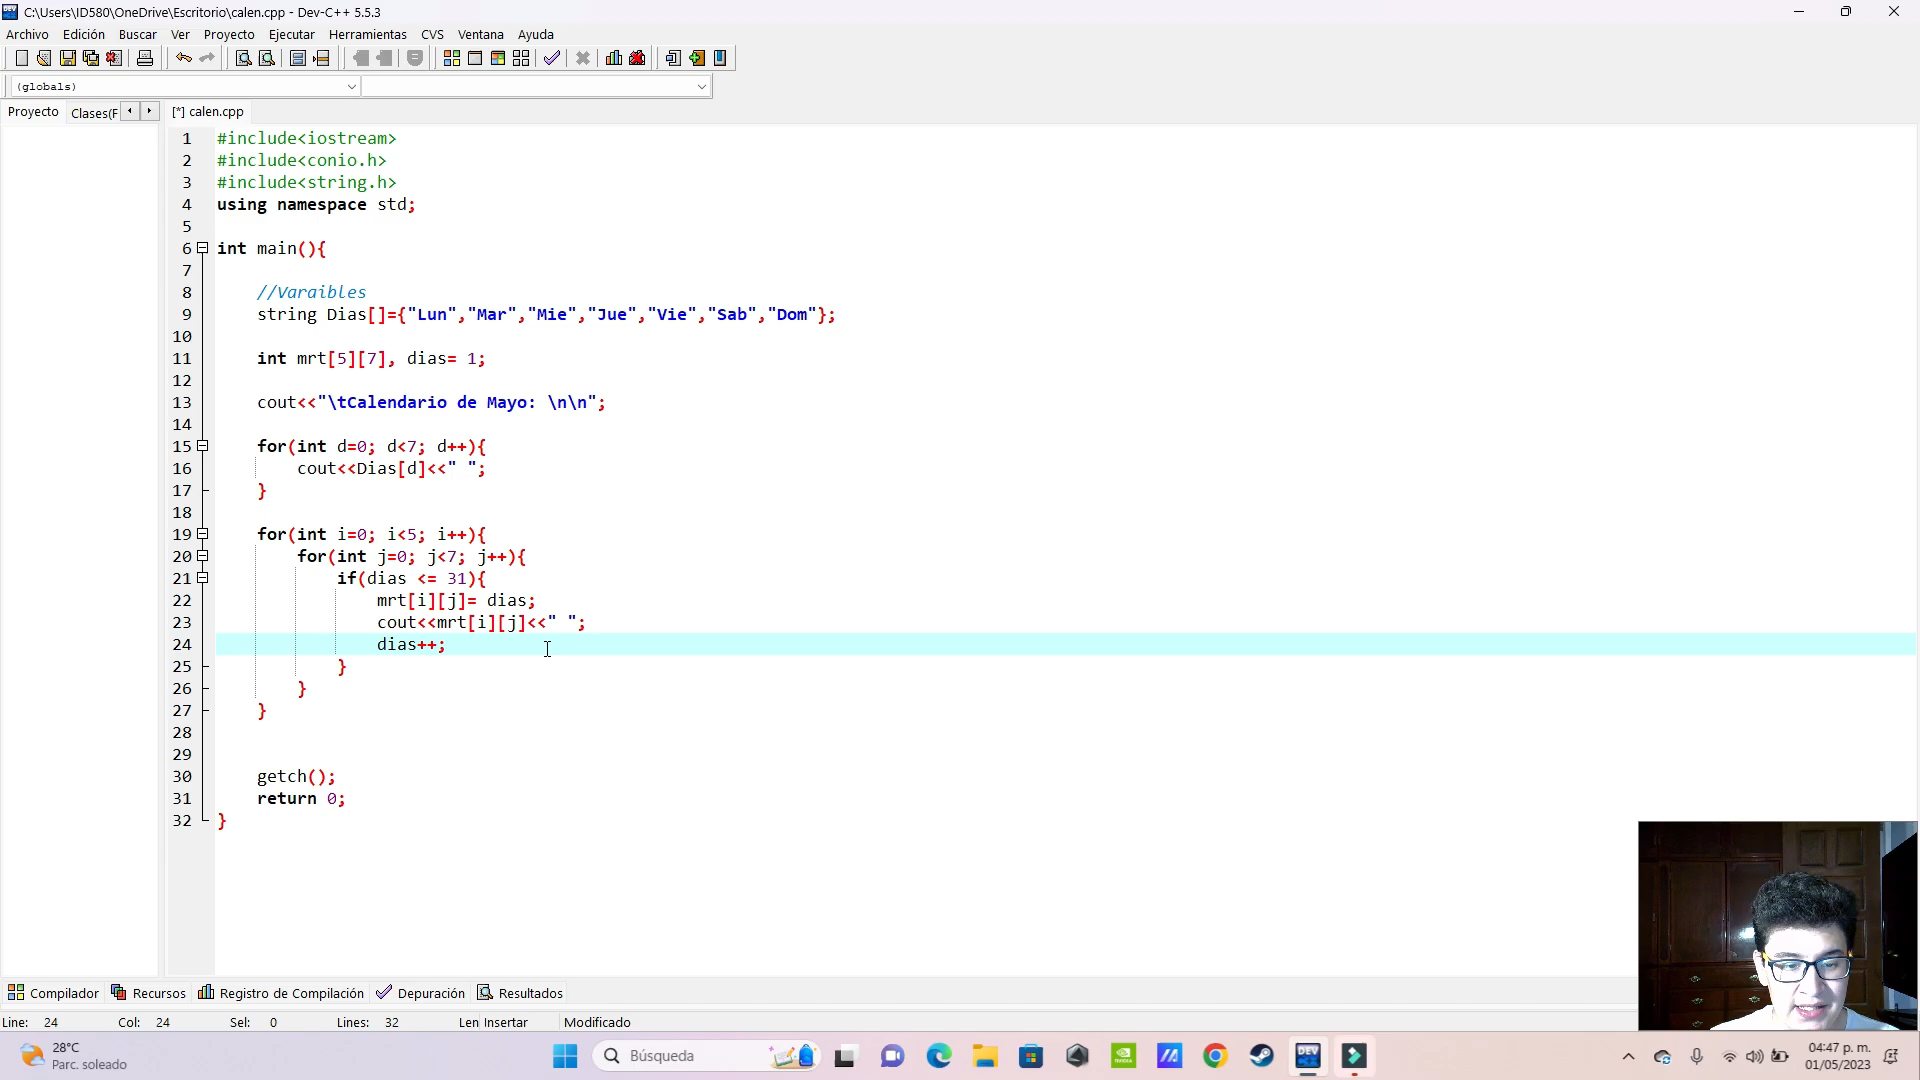 C:\Users\ID580\OneDrive\Escritorio\calen.cpp - Dev-C++ 5.5.3
Archivo Edición Buscar Ver Proyecto Ejecutar Herramientas CVS Ventana Ayuda
(globals)
Proyecto Clases(F [*] calen.cpp
1 #include<iostream>
2 #include<conio.h>
3 #include<string.h>
4 using namespace std;
5
6 int main(){
7
8 //Varaibles
9 string Dias[]={"Lun","Mar","Mie","Jue","Vie","Sab","Dom"};
10
11 int mrt[5][7], dias= 1;
12
13 cout<<"\tCalendario de Mayo: \n\n";
14
15 for(int d=0; d<7; d++){
16 cout<<Dias[d]<<" ";
17 }
18
19 for(int i=0; i<5; i++){
20 for(int j=0; j<7; j++){
21 if(dias <= 31){
22 mrt[i][j]= dias;
23 cout<<mrt[i][j]<<" ";
24 dias++;
25 }
26 }
27 }
28
29
30 getch();
31 return 0;
32 }
Compilador Recursos Registro de Compilación Depuración Resultados
Line: 24 Col: 24 Sel: 0 Lines: 32 Len Insertar Modificado
28°C
Parc. soleado
Búsqueda
DEV
04:47 p. m.
01/05/2023